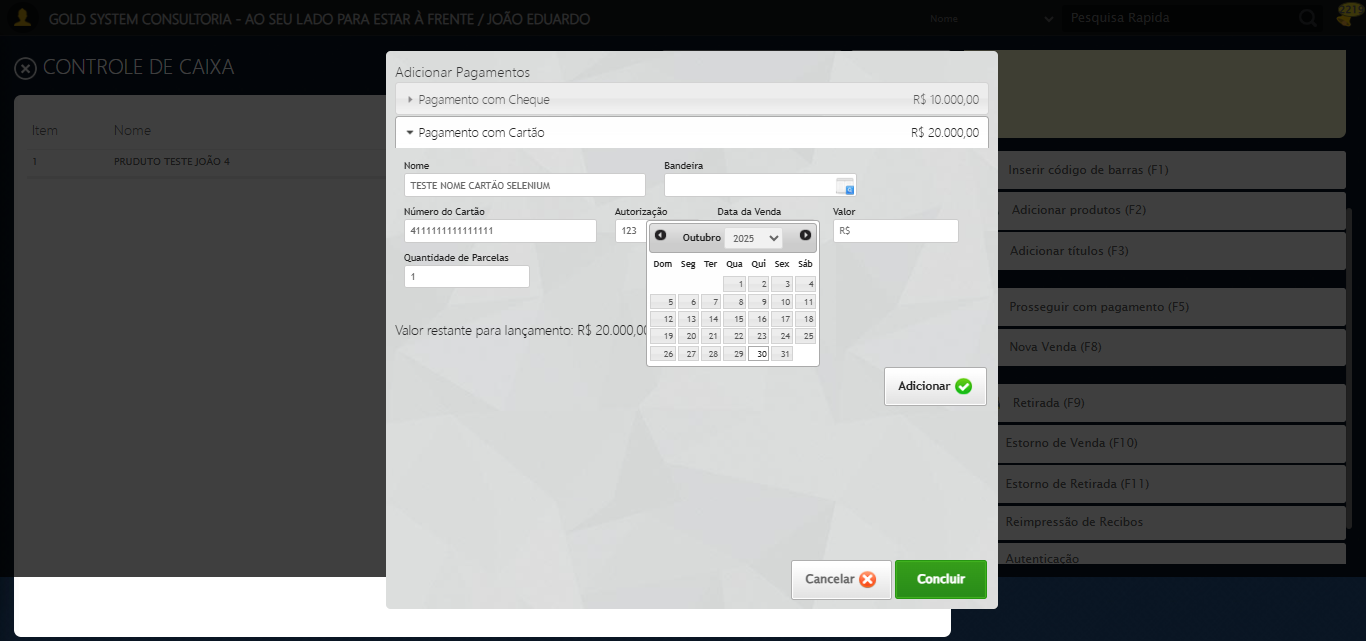 GOLD SYSTEM CONSULTORIA - AO SEU LADO PARA ESTAR À FRENTE / JOÃO EDUARDO
Nome
Pesquisa Rapida
CONTROLE DE CAIXA
Item Nome
1 PRUDUTO TESTE JOÃO 4
Adicionar Pagamentos
Pagamento com Cheque R$ 10.000,00
Pagamento com Cartão R$ 20.000,00
Nome Bandeira
TESTE NOME CARTÃO SELENIUM
Número do Cartão Autorização Data da Venda Valor
4111111111111111 123 R$
Quantidade de Parcelas
1
Outubro 2025
Dom Seg Ter Qua Qui Sex Sáb
1 2 3 4
5 6 7 8 9 10 11
12 13 14 15 16 17 18
19 20 21 22 23 24 25
26 27 28 29 30 31
Valor restante para lançamento: R$ 20.000,00
Adicionar
Cancelar
Concluir
Inserir código de barras (F1)
Adicionar produtos (F2)
Adicionar títulos (F3)
Prosseguir com pagamento (F5)
Nova Venda (F8)
Retirada (F9)
Estorno de Venda (F10)
Estorno de Retirada (F11)
Reimpressão de Recibos
Autenticação